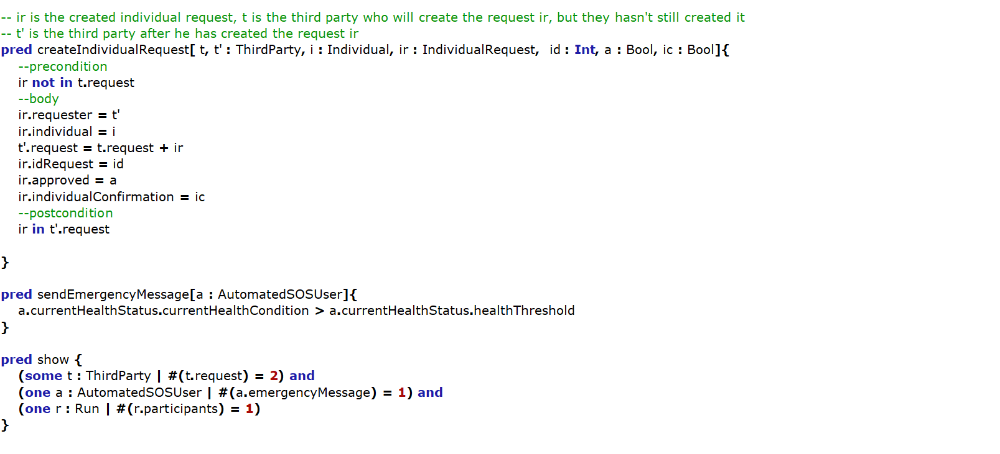 -- ir is the created individual request, t is the third party who will create the request ir, but they hasn't still created it
-- t' is the third party after he has created the request ir
pred createIndividualRequest[ t, t' : ThirdParty, i : Individual, ir : IndividualRequest,  id : Int, a : Bool, ic : Bool]{
--precondition
ir not in t.request
--body
ir.requester = t'
ir.individual = i
t'.request = t.request + ir
ir.idRequest = id
ir.approved = a
ir.individualConfirmation = ic
--postcondition
ir in t'.request
}
pred sendEmergencyMessage[a : AutomatedSOSUser]{
a.currentHealthStatus.currentHealthCondition > a.currentHealthStatus.healthThreshold
}
pred show {
(some t : ThirdParty | #(t.request) = 2) and
(one a : AutomatedSOSUser | #(a.emergencyMessage) = 1) and
(one r : Run | #(r.participants) = 1)
}